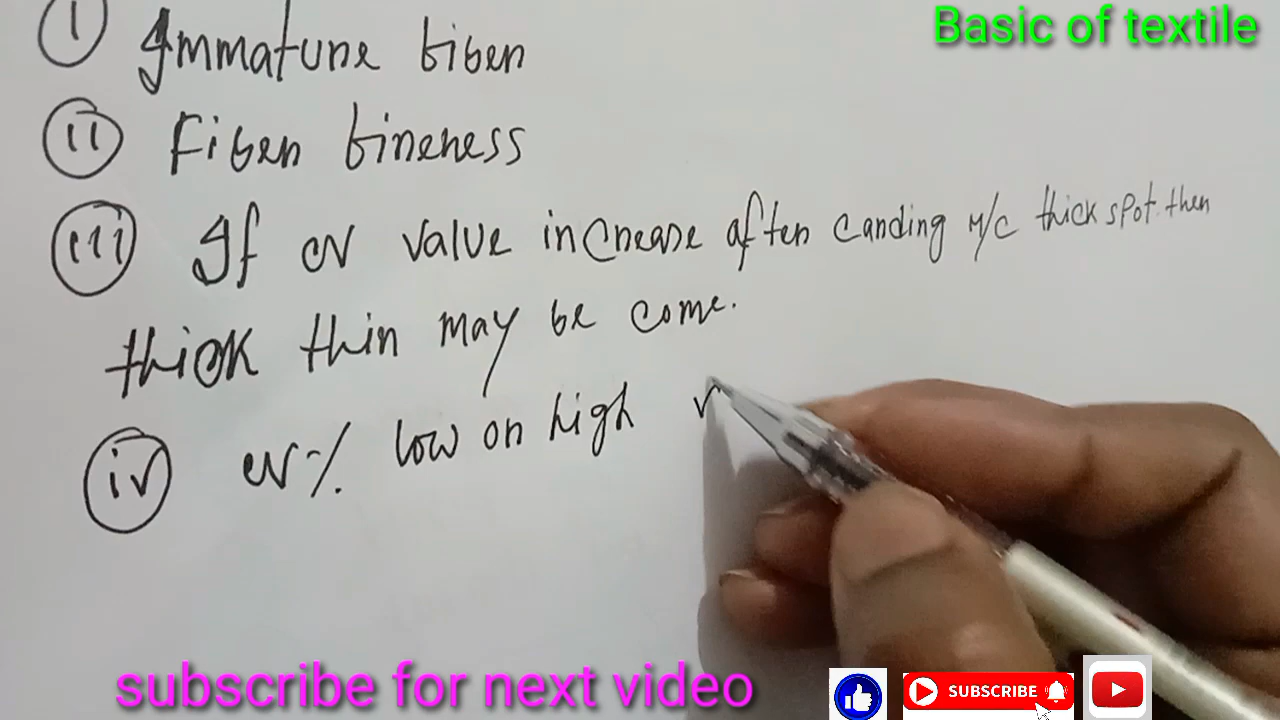 Basic of textile
i Immature fiber
ii Fiber fineness
iii If cv value increase after carding m/c thick spot then
thick thin may be come.
iv cv% low or high
subscribe for next video
SUBSCRIBE